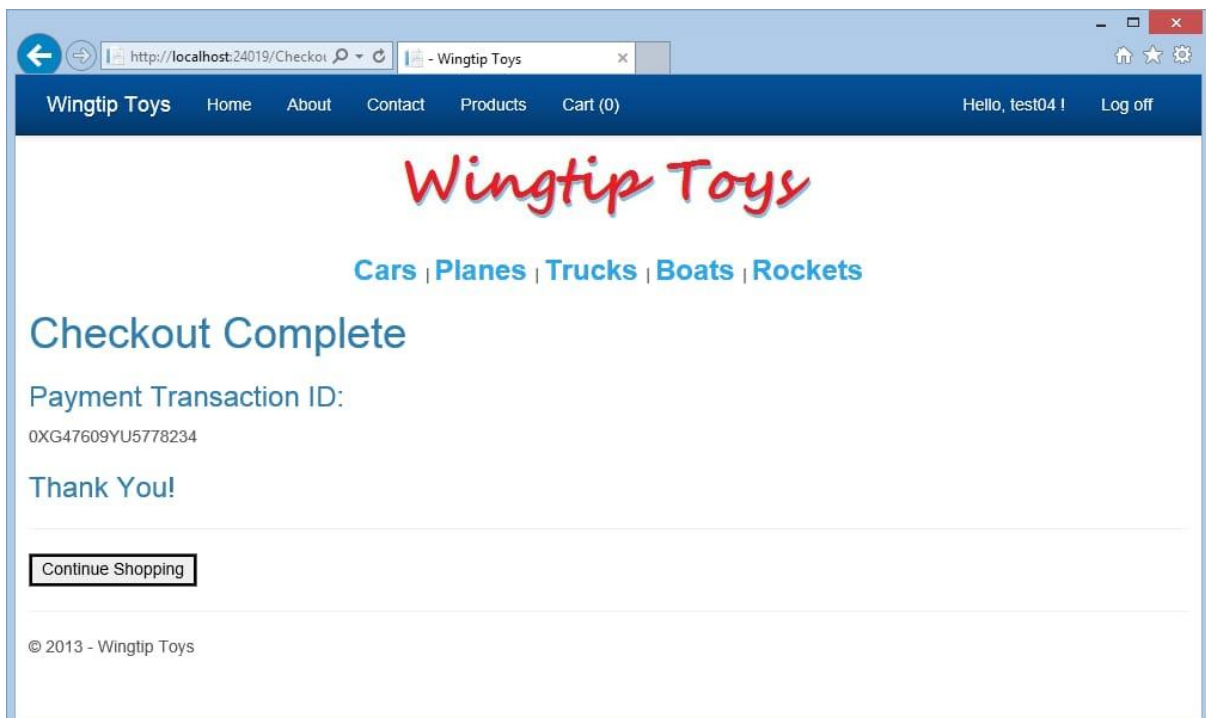 http://localhost:24019/Checkou
- Wingtip Toys
Wingtip Toys Home About Contact Products Cart (0) Hello, test04 ! Log off
Wingtip Toys
Cars | Planes | Trucks | Boats | Rockets
Checkout Complete
Payment Transaction ID:
0XG47609YU5778234
Thank You!
Continue Shopping
© 2013 - Wingtip Toys